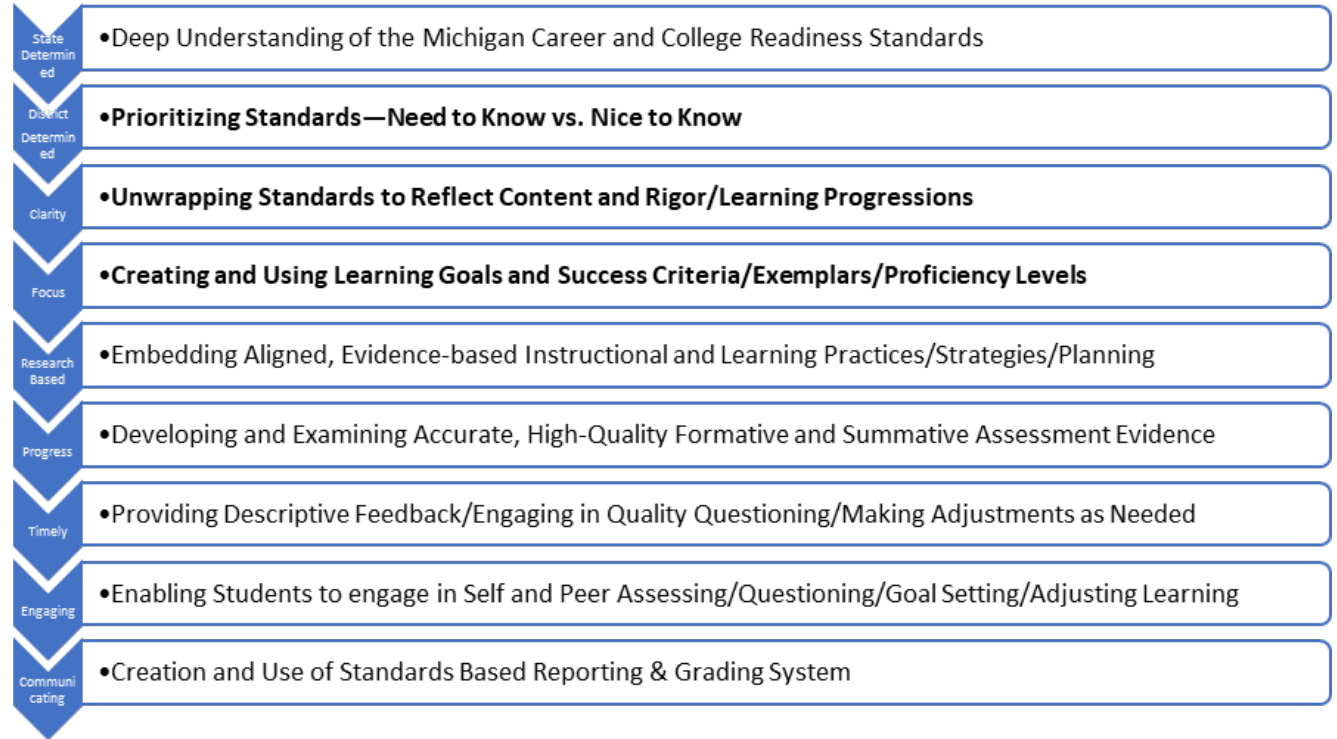 State
Determin
ed
•Deep Understanding of the Michigan Career and College Readiness Standards
District
Determin
ed
•Prioritizing Standards—Need to Know vs. Nice to Know
Clarity
•Unwrapping Standards to Reflect Content and Rigor/Learning Progressions
Focus
•Creating and Using Learning Goals and Success Criteria/Exemplars/Proficiency Levels
Research
Based
•Embedding Aligned, Evidence-based Instructional and Learning Practices/Strategies/Planning
Progress
•Developing and Examining Accurate, High-Quality Formative and Summative Assessment Evidence
Timely
•Providing Descriptive Feedback/Engaging in Quality Questioning/Making Adjustments as Needed
Engaging
•Enabling Students to engage in Self and Peer Assessing/Questioning/Goal Setting/Adjusting Learning
Communi
cating
•Creation and Use of Standards Based Reporting & Grading System